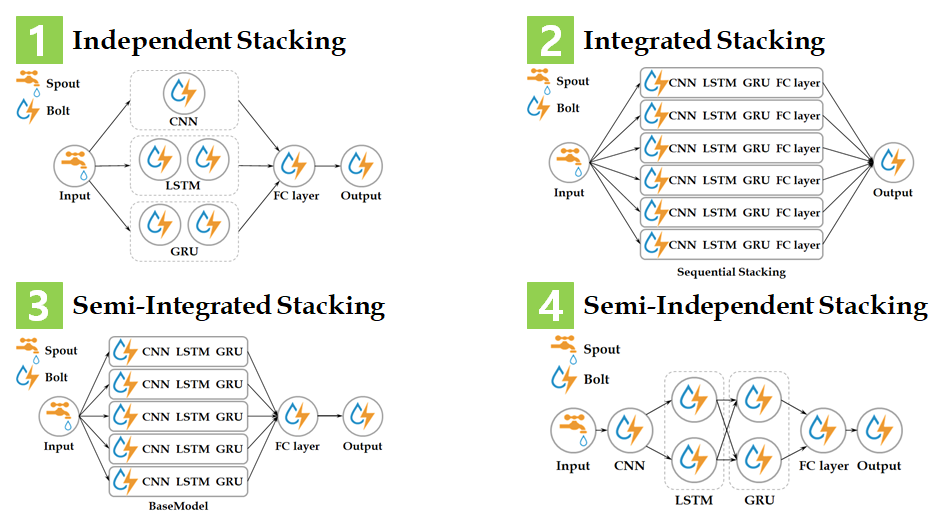 1 Independent Stacking
Spout
Bolt
CNN
LSTM
GRU
Input
FC layer
Output
2 Integrated Stacking
Spout
Bolt
CNN LSTM GRU FC layer
CNN LSTM GRU FC layer
CNN LSTM GRU FC layer
CNN LSTM GRU FC layer
CNN LSTM GRU FC layer
CNN LSTM GRU FC layer
Input
Output
Sequential Stacking
3 Semi-Integrated Stacking
Spout
Bolt
CNN LSTM GRU
CNN LSTM GRU
CNN LSTM GRU
CNN LSTM GRU
CNN LSTM GRU
Input
FC layer
Output
BaseModel
4 Semi-Independent Stacking
Spout
Bolt
Input
CNN
LSTM
GRU
FC layer
Output